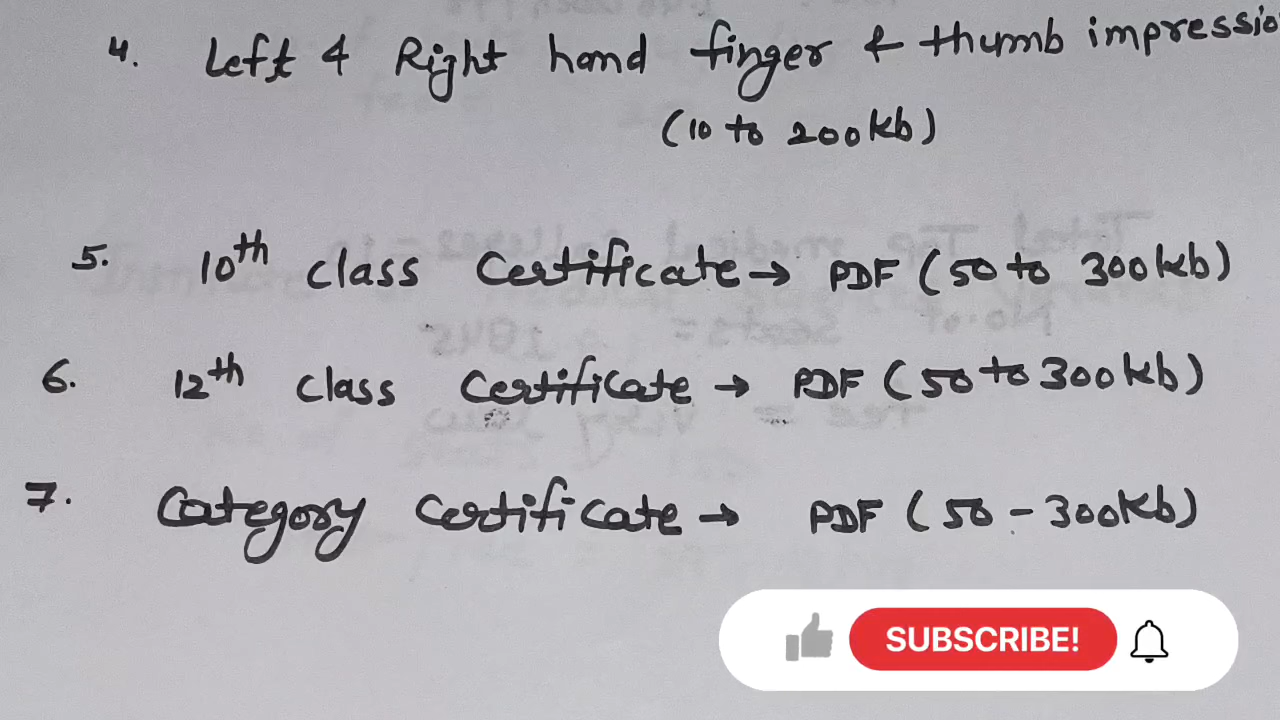 4. Left & Right hand finger & thumb impressio
(10 to 200kb)
5. 10th class Certificate → PDF (50 to 300kb)
6. 12th class Certificate → PDF (50 to 300kb)
7. Category Certificate → PDF (50 - 300Kb)
SUBSCRIBE!